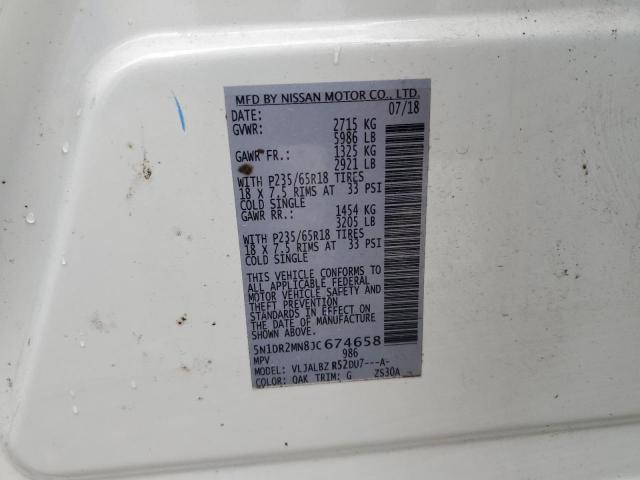 MFD BY NISSAN MOTOR CO., LTD.
DATE: 07/18
GVWR: 2715 KG
5986 LB
GAWR FR.: 1325 KG
2921 LB
WITH P235/65R18 TIRES
18 X 7.5 RIMS AT 33 PSI
COLD SINGLE
GAWR RR.: 1454 KG
3205 LB
WITH P235/65R18 TIRES
18 X 7.5 RIMS AT 33 PSI
COLD SINGLE
THIS VEHICLE CONFORMS TO
ALL APPLICABLE FEDERAL
MOTOR VEHICLE SAFETY AND
THEFT PREVENTION
STANDARDS IN EFFECT ON
THE DATE OF MANUFACTURE
SHOWN ABOVE.
5N1DR2MN8JC674658
MPV 986
MODEL: VLJALBZ R52DU7---A-
COLOR: QAK TRIM: G ZS30A